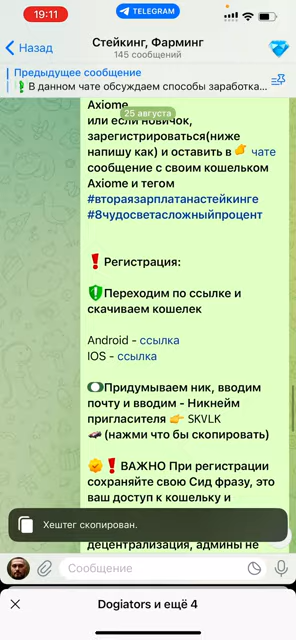 19:11
TELEGRAM
Назад
Стейкинг, Фарминг
145 сообщений
Предыдущее сообщение
❗ В данном чате обсуждаем способы заработка...
Axiome
25 августа
или если новичок,
зарегистрироваться(ниже
напишу как) и оставить в 👉 чате
сообщение с своим кошельком
Axiome и тегом
#втораязарплатанастейкинге
#8чудосветасложныйпроцент
❗ Регистрация:
Переходим по ссылке и
скачиваем кошелек
Android - ссылка
IOS - ссылка
Придумываем ник, вводим
почту и вводим - Никнейм
пригласителя 👉 SKVLK
(нажми что бы скопировать)
❗ ВАЖНО При регистрации
сохраняйте свою Сид фразу, это
ваш доступ к кошельку и
Хештег скопирован.
децентрализация, админы не
Сообщение
Dogiators и ещё 4